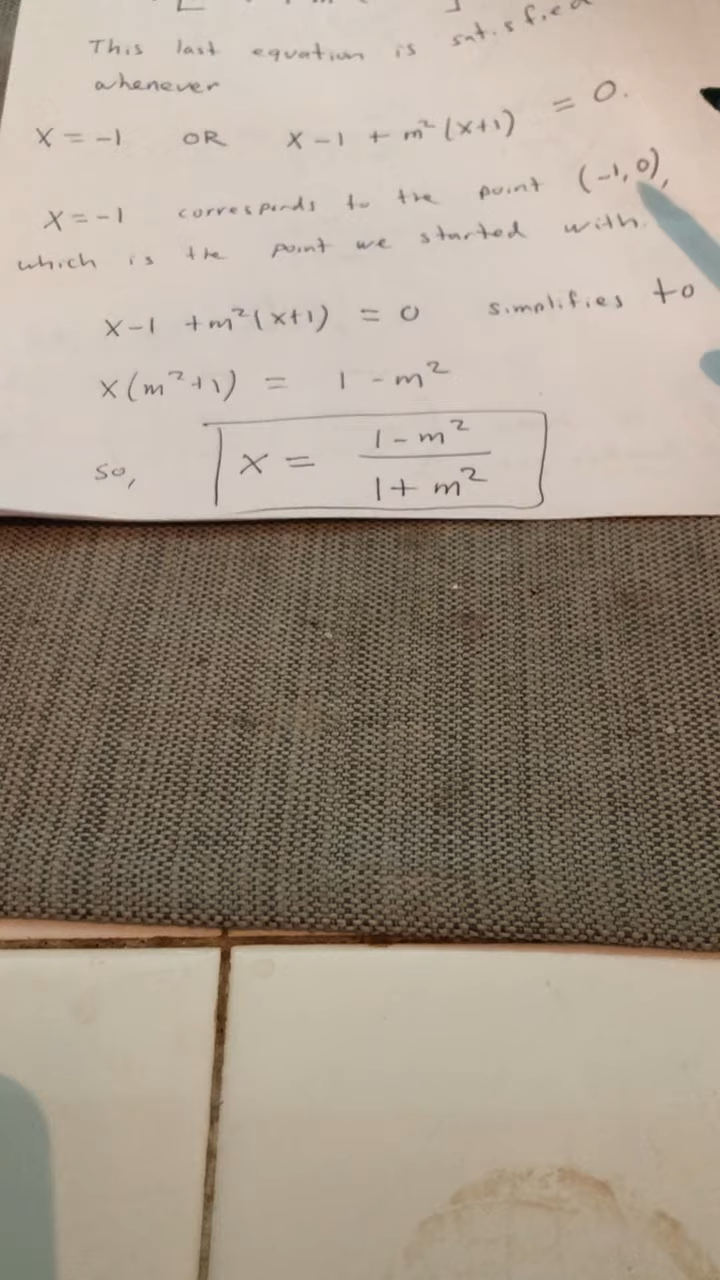 This last equation is satisfied
whenever
x = -1 OR x - 1 + m²(x+1) = 0.
x = -1 corresponds to the point (-1,0),
which is the point we started with.
x-1 +m²(x+1) = 0 simplifies to
x(m²+1) = 1 - m²
so, x = \frac{1-m²}{1+m²}